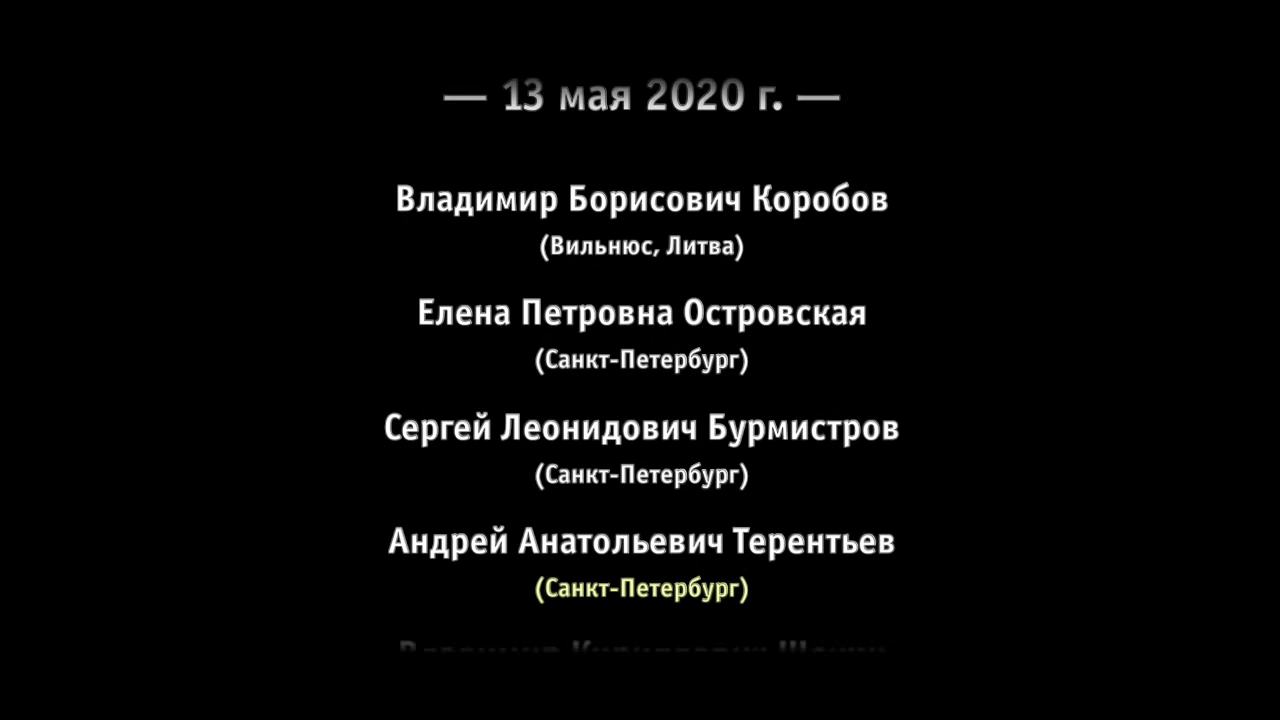 — 13 мая 2020 г. —
Владимир Борисович Коробов
(Вильнюс, Литва)
Елена Петровна Островская
(Санкт-Петербург)
Сергей Леонидович Бурмистров
(Санкт-Петербург)
Андрей Анатольевич Терентьев
(Санкт-Петербург)